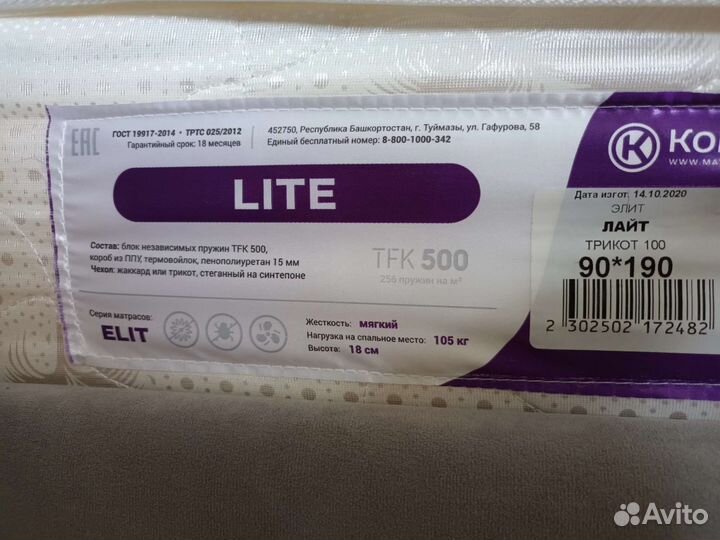 EAC
ГОСТ 19917-2014 • ТРТС 025/2012
Гарантийный срок: 18 месяцев
452750, Республика Башкортостан, г. Туймазы, ул. Гафурова, 58
Единый бесплатный номер: 8-800-1000-342
LITE
Состав: блок независимых пружин TFK 500,
короб из ППУ, термовойлок, пенополиуретан 15 мм
Чехол: жаккард или трикот, стеганный на синтепоне
TFK 500
256 пружин на м²
Серия матрасов:
ELIT
Жесткость: мягкий
Нагрузка на спальное место: 105 кг
Высота: 18 см
K
WWW.MA
Дата изгот. 14.10.2020
ЭЛИТ
ЛАЙТ
ТРИКОТ 100
90*190
2 302502 172482
Avito